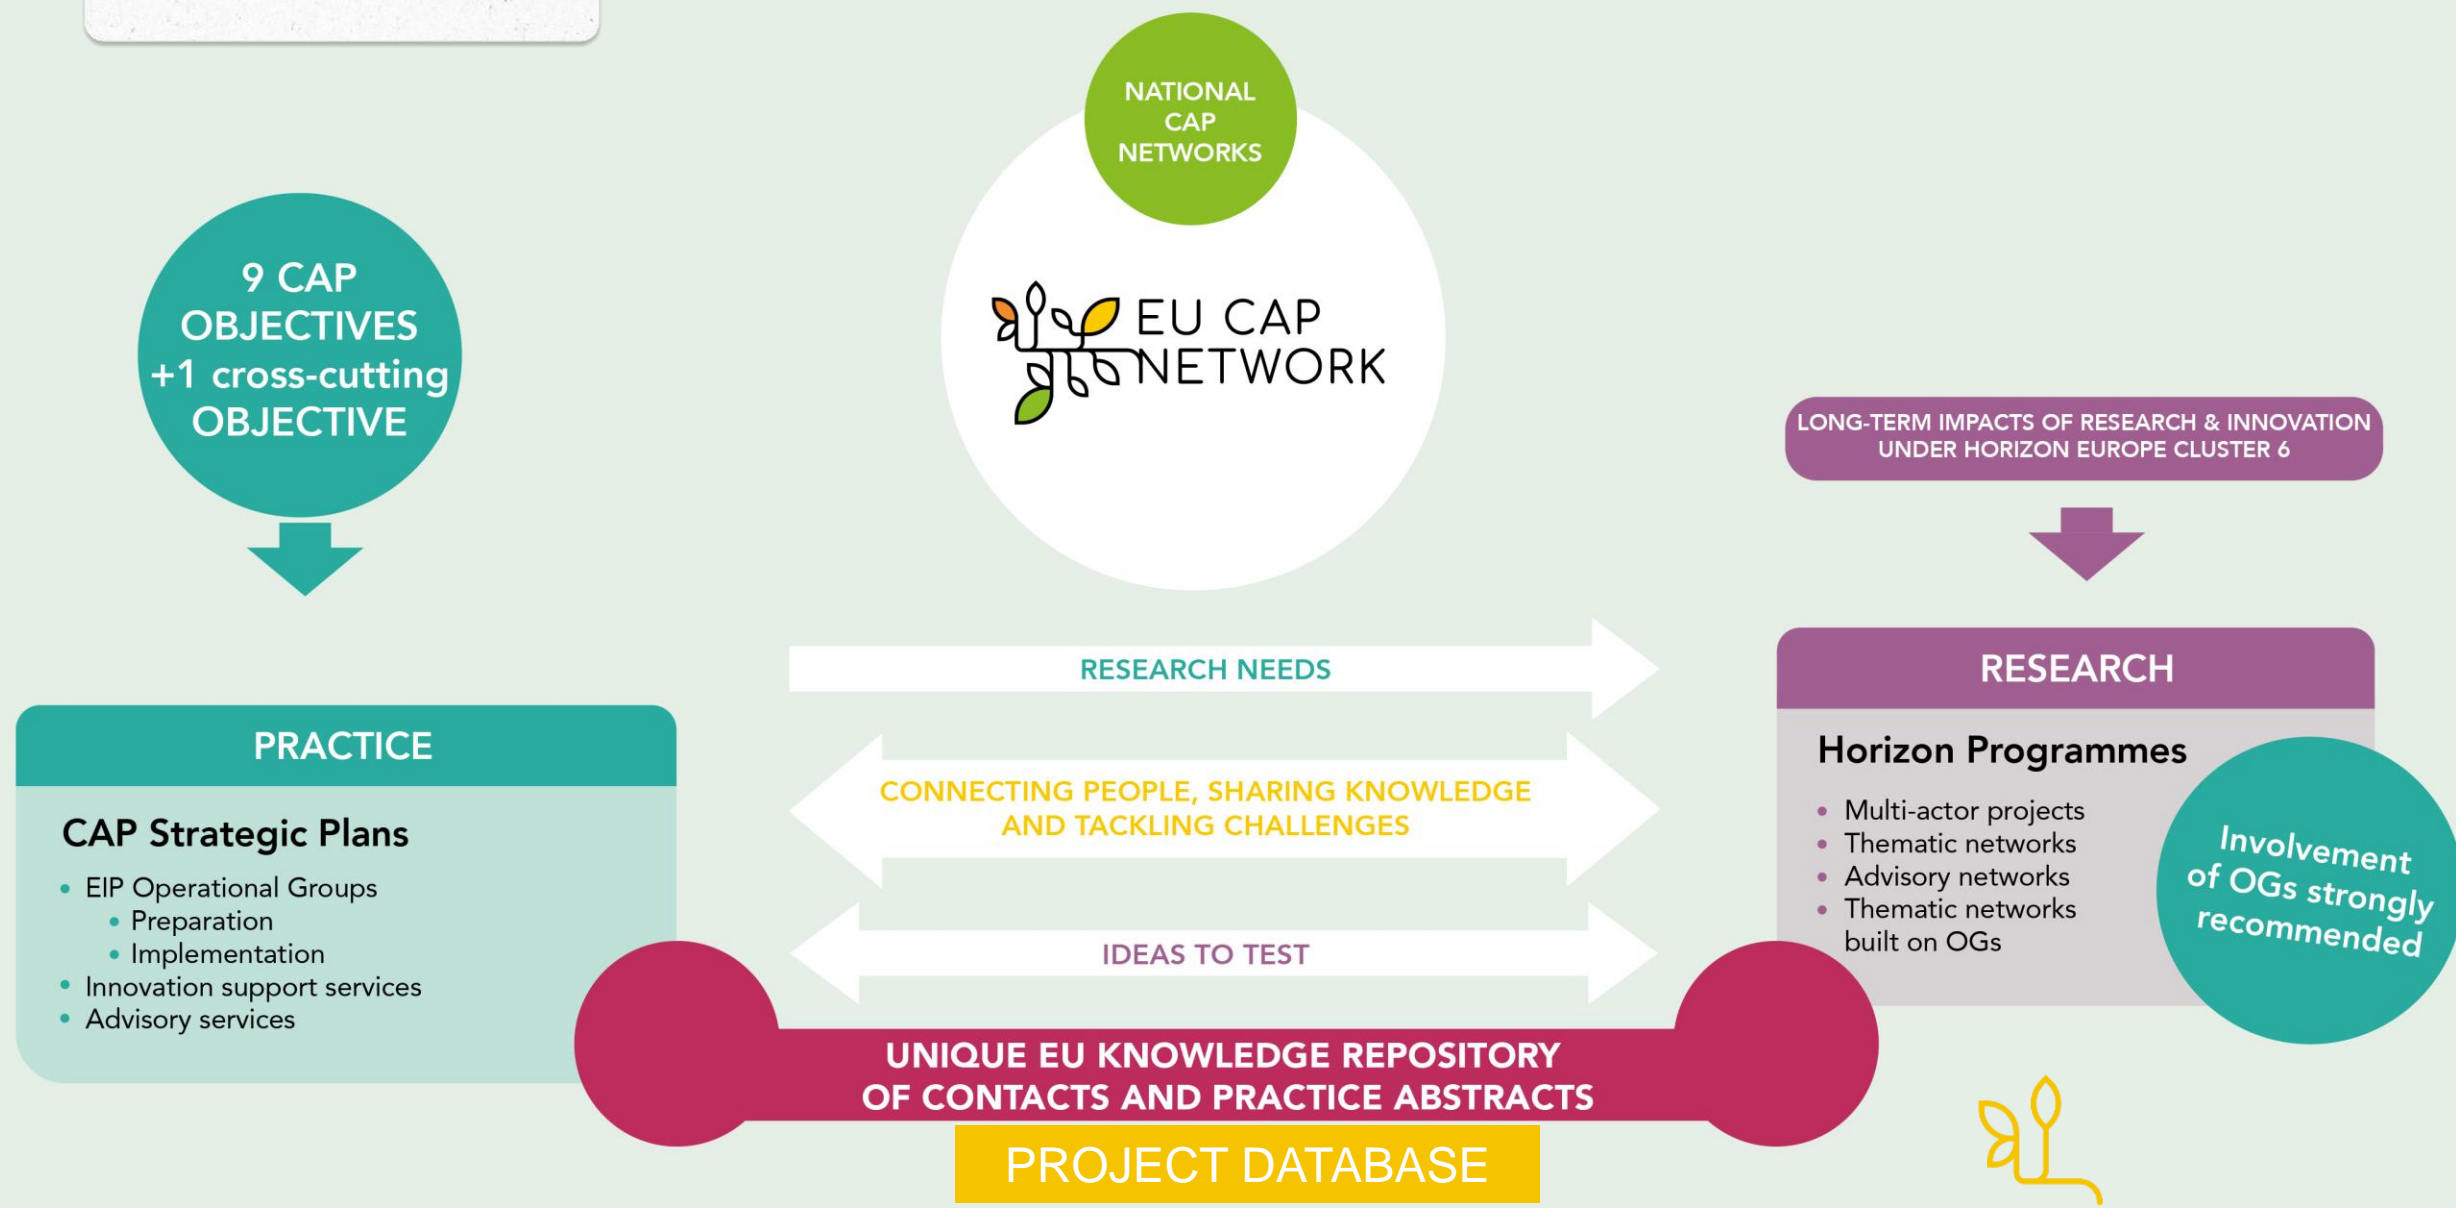 NATIONAL
CAP
NETWORKS
EU CAP
NETWORK
9 CAP
OBJECTIVES
+1 cross-cutting
OBJECTIVE
LONG-TERM IMPACTS OF RESEARCH & INNOVATION
UNDER HORIZON EUROPE CLUSTER 6
PRACTICE
CAP Strategic Plans
• EIP Operational Groups
• Preparation
• Implementation
• Innovation support services
• Advisory services
RESEARCH NEEDS
CONNECTING PEOPLE, SHARING KNOWLEDGE
AND TACKLING CHALLENGES
IDEAS TO TEST
RESEARCH
Horizon Programmes
• Multi-actor projects
• Thematic networks
• Advisory networks
• Thematic networks
built on OGs
Involvement
of OGs strongly
recommended
UNIQUE EU KNOWLEDGE REPOSITORY
OF CONTACTS AND PRACTICE ABSTRACTS
PROJECT DATABASE